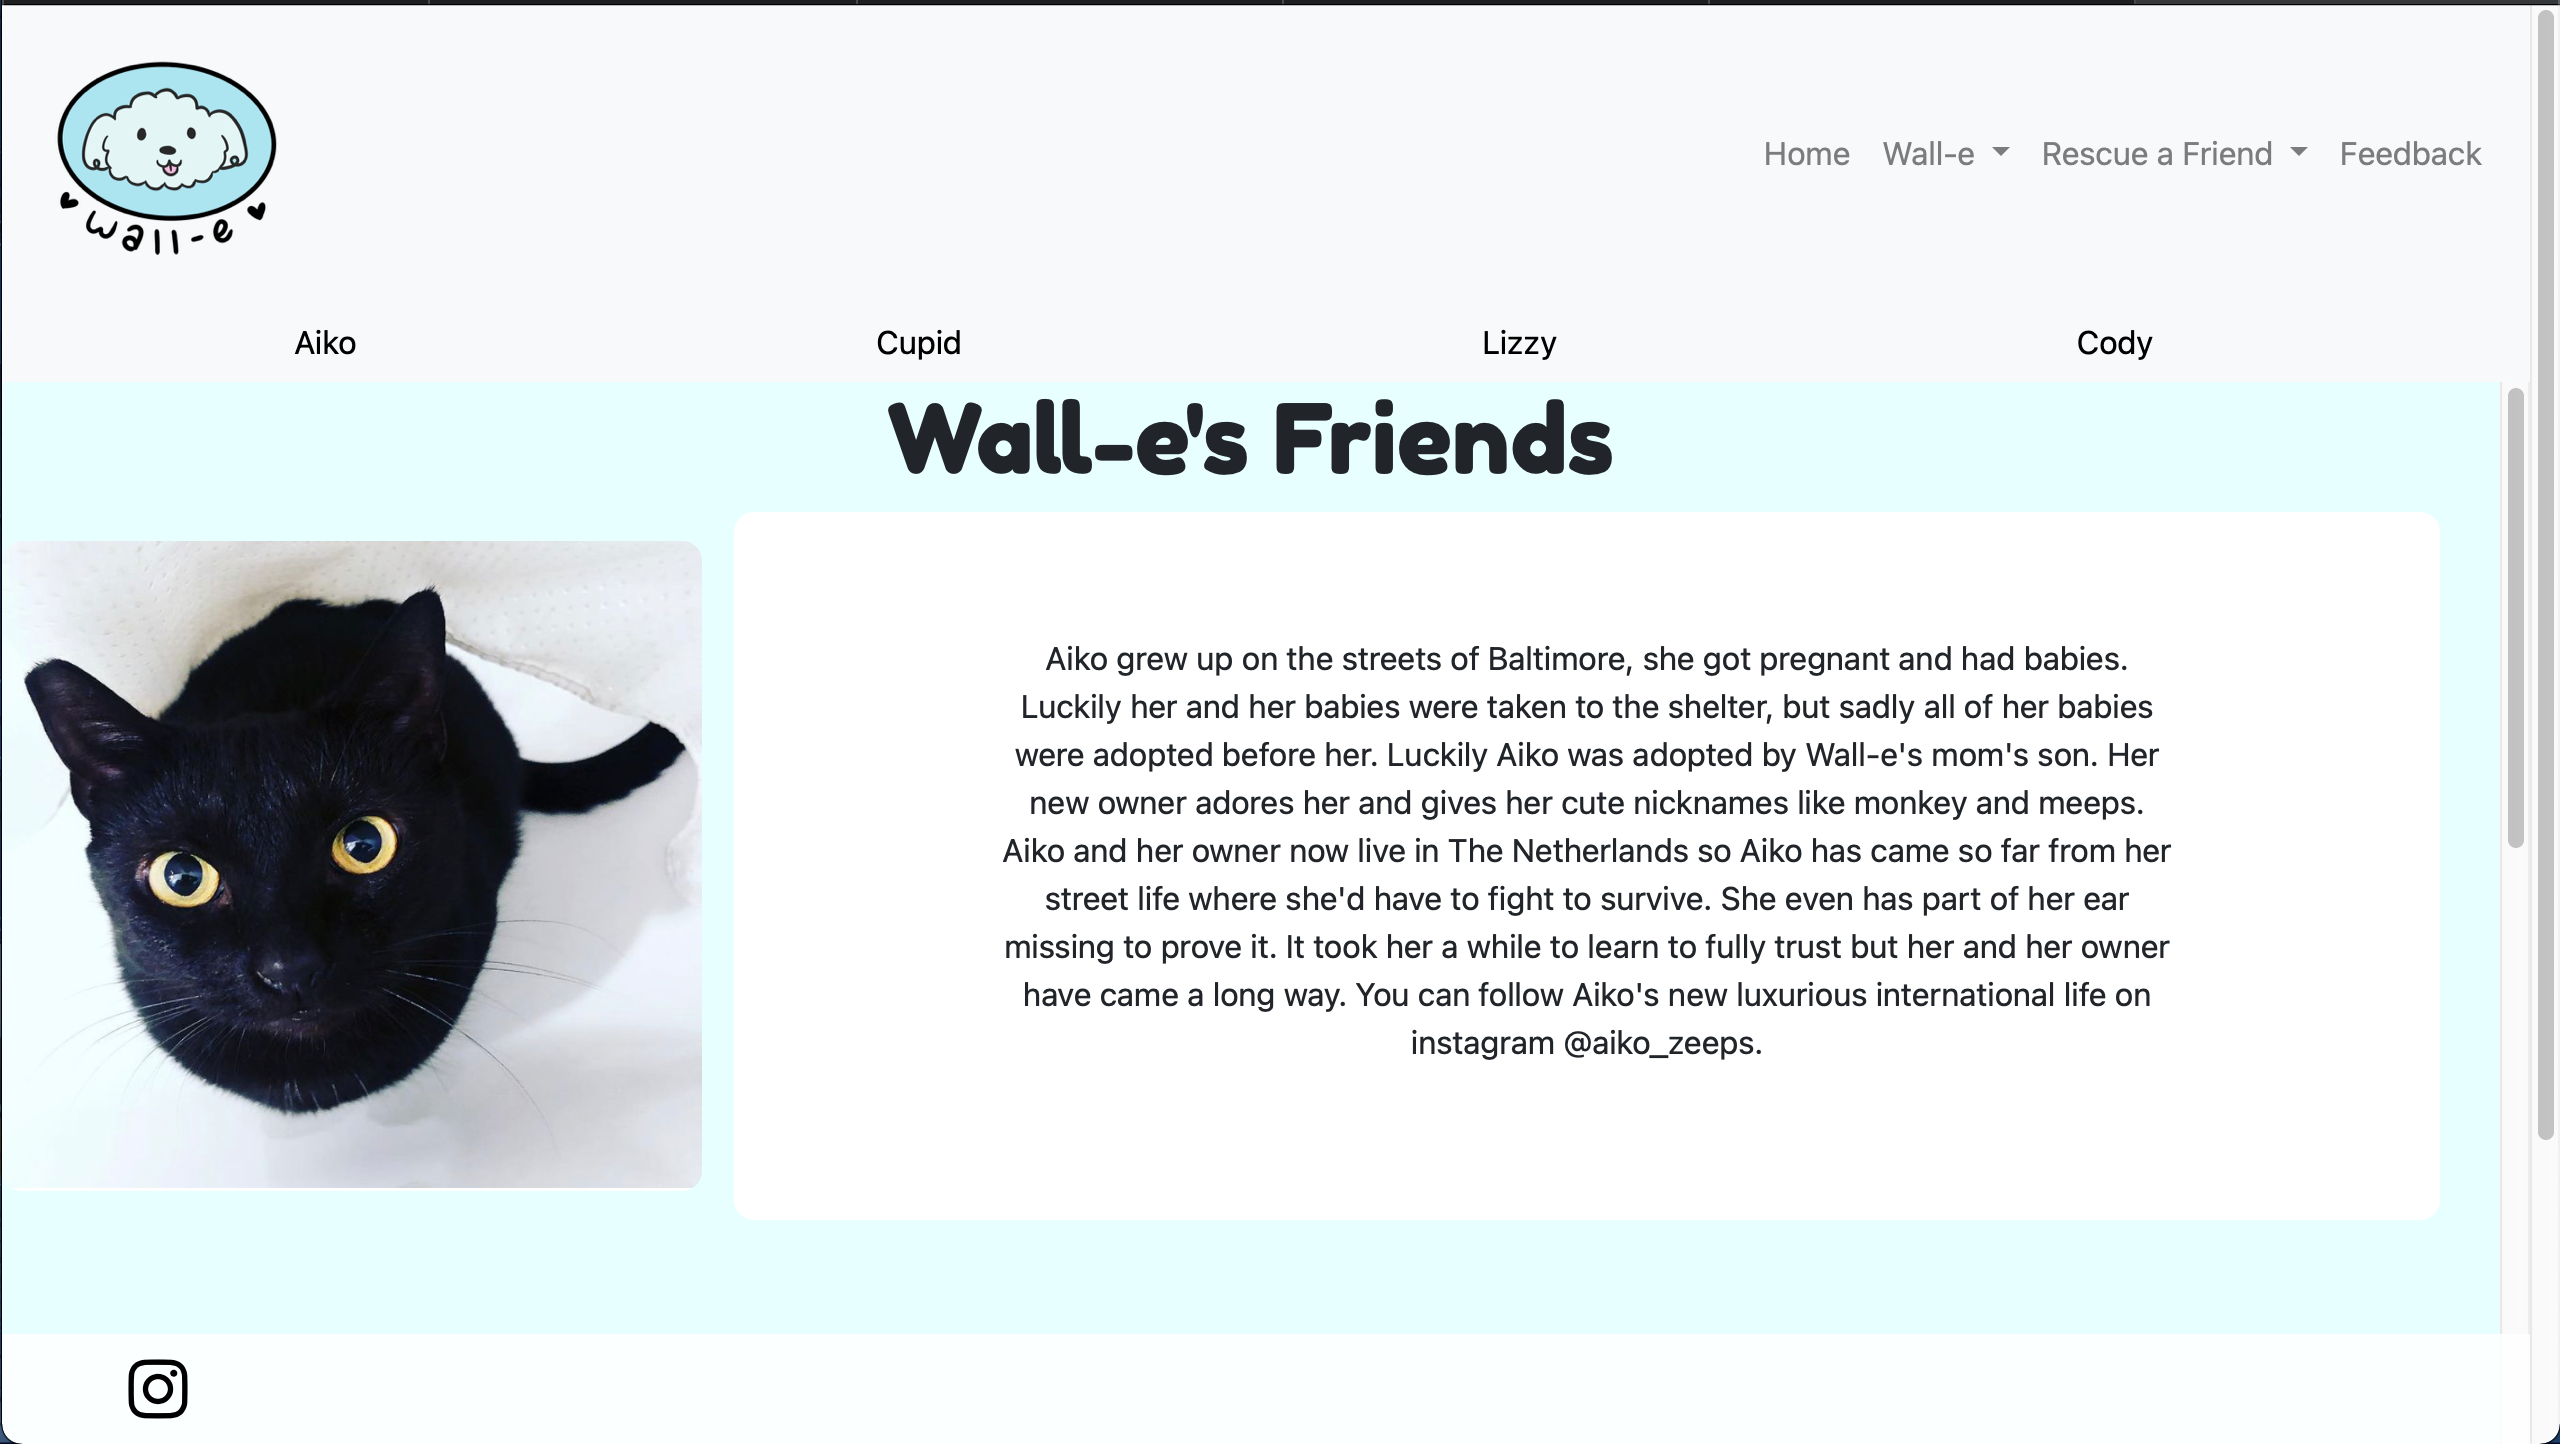 wall-e
Home Wall-e Rescue a Friend Feedback
Aiko Cupid Lizzy Cody
Wall-e's Friends
Aiko grew up on the streets of Baltimore, she got pregnant and had babies.
Luckily her and her babies were taken to the shelter, but sadly all of her babies
were adopted before her. Luckily Aiko was adopted by Wall-e's mom's son. Her
new owner adores her and gives her cute nicknames like monkey and meeps.
Aiko and her owner now live in The Netherlands so Aiko has came so far from her
street life where she'd have to fight to survive. She even has part of her ear
missing to prove it. It took her a while to learn to fully trust but her and her owner
have came a long way. You can follow Aiko's new luxurious international life on
instagram @aiko_zeeps.